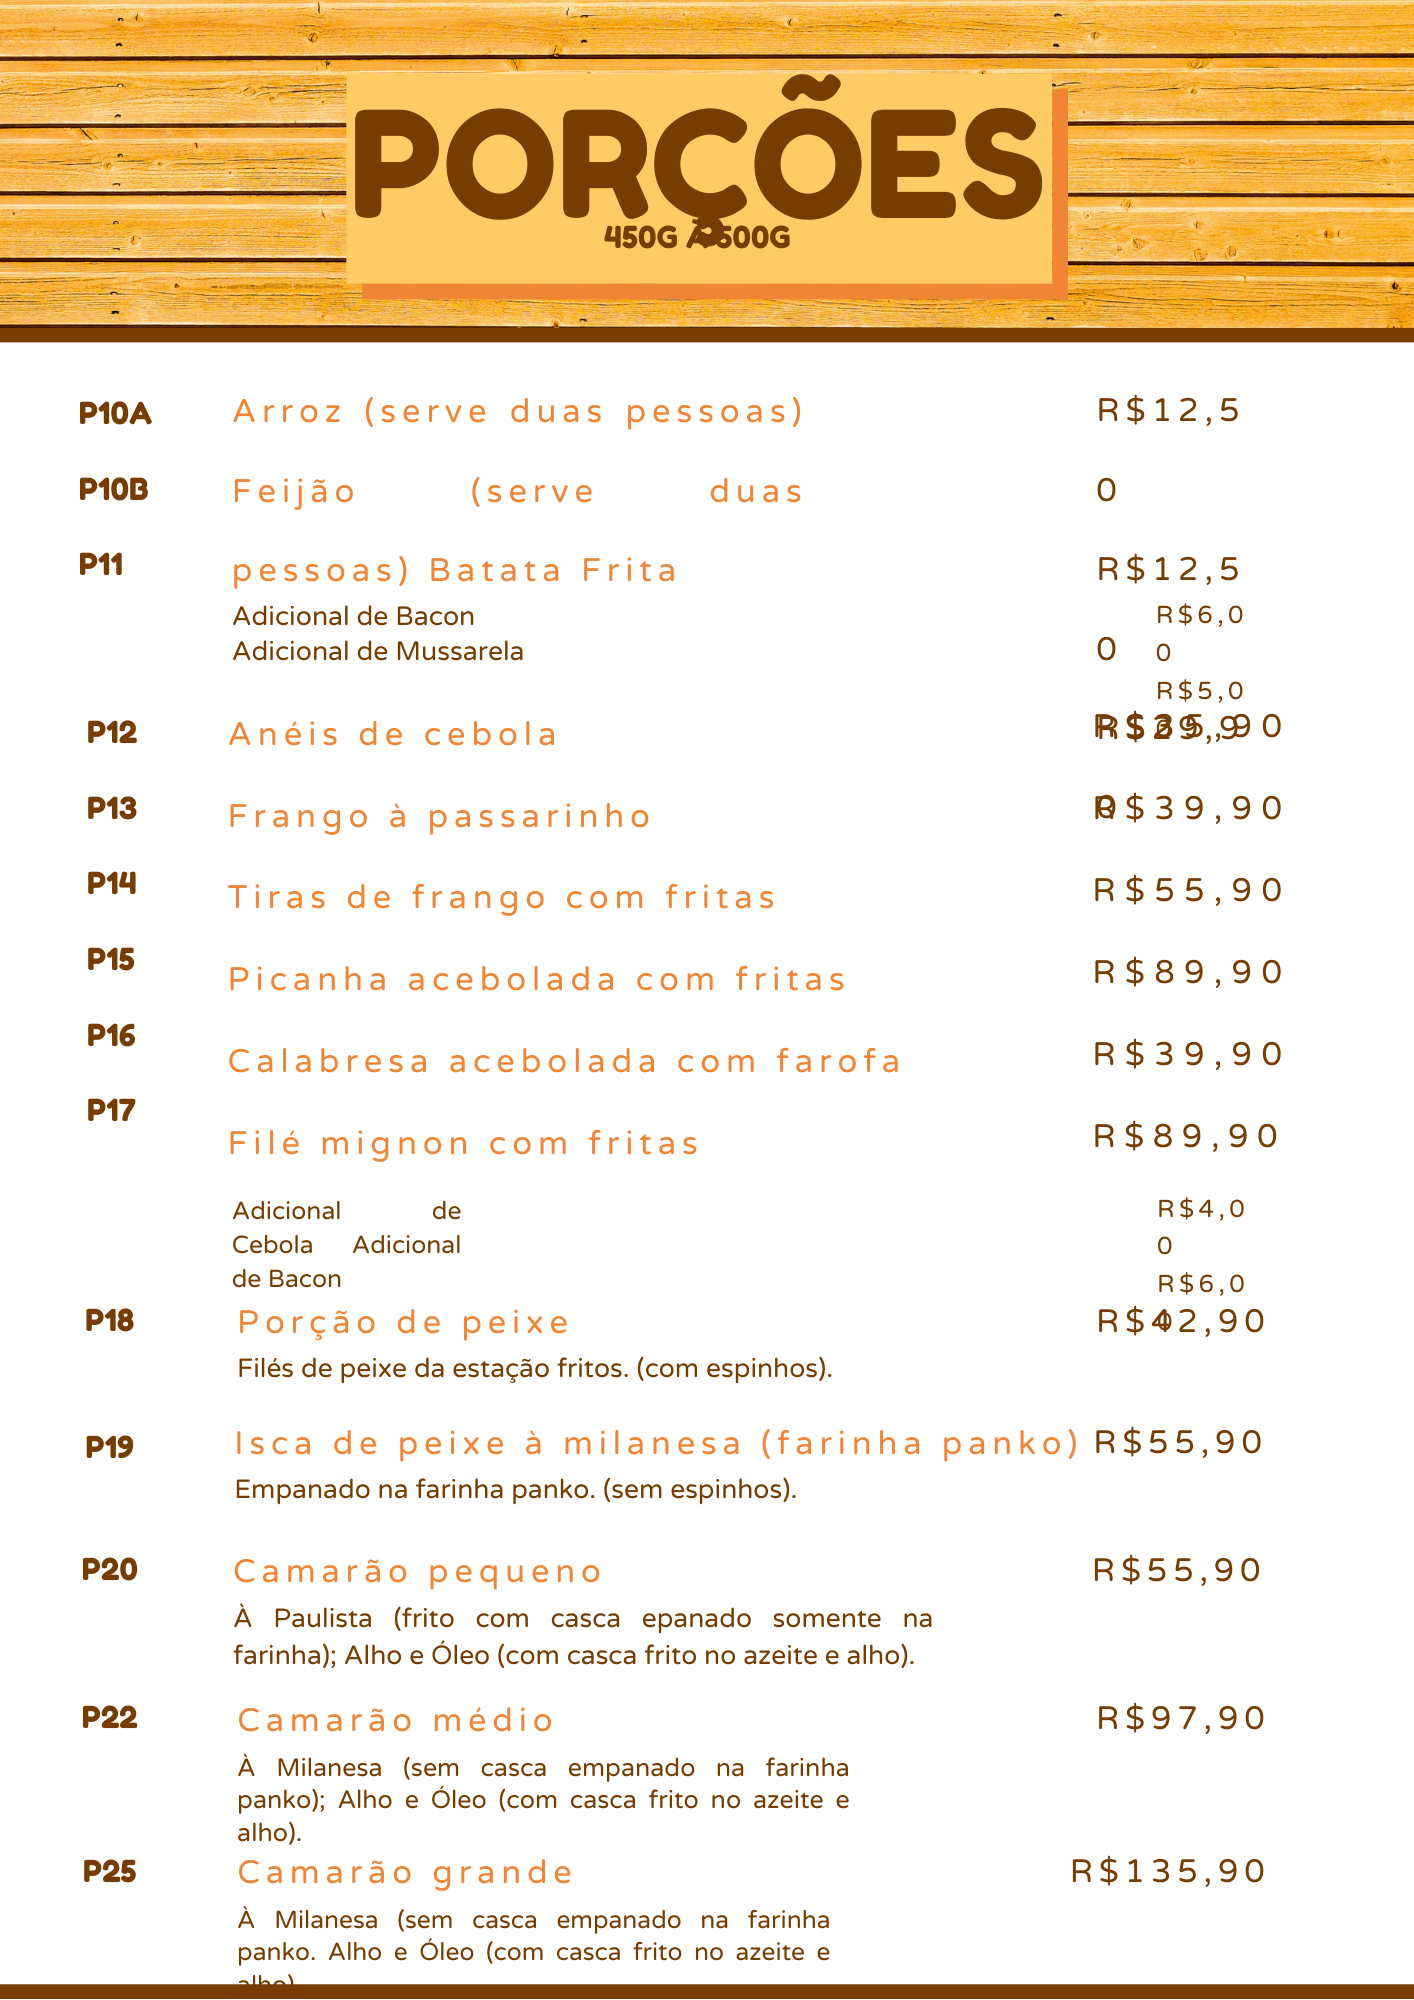 PORÇÕES
450G A 500G
P10A Arroz (serve duas pessoas) R$12,5
P10B Feijão (serve duas 0
P11 pessoas) Batata Frita R$12,5
Adicional de Bacon R$6,0
Adicional de Mussarela 0 0
R$5,0
P12 Anéis de cebola R$29,9
P13 Frango à passarinho 0 R$39,90
P14 Tiras de frango com fritas R$55,90
P15 Picanha acebolada com fritas R$89,90
P16 Calabresa acebolada com farofa R$39,90
P17 Filé mignon com fritas R$89,90
Adicional de R$4,0
Cebola Adicional 0
de Bacon R$6,0
P18 Porção de peixe R$42,90 0
Filés de peixe da estação fritos. (com espinhos).
P19 Isca de peixe à milanesa (farinha panko) R$55,90
Empanado na farinha panko. (sem espinhos).
P20 Camarão pequeno R$55,90
À Paulista (frito com casca epanado somente na
farinha); Alho e Óleo (com casca frito no azeite e alho).
P22 Camarão médio R$97,90
À Milanesa (sem casca empanado na farinha
panko); Alho e Óleo (com casca frito no azeite e
alho).
P25 Camarão grande R$135,90
À Milanesa (sem casca empanado na farinha
panko. Alho e Óleo (com casca frito no azeite e
alho)